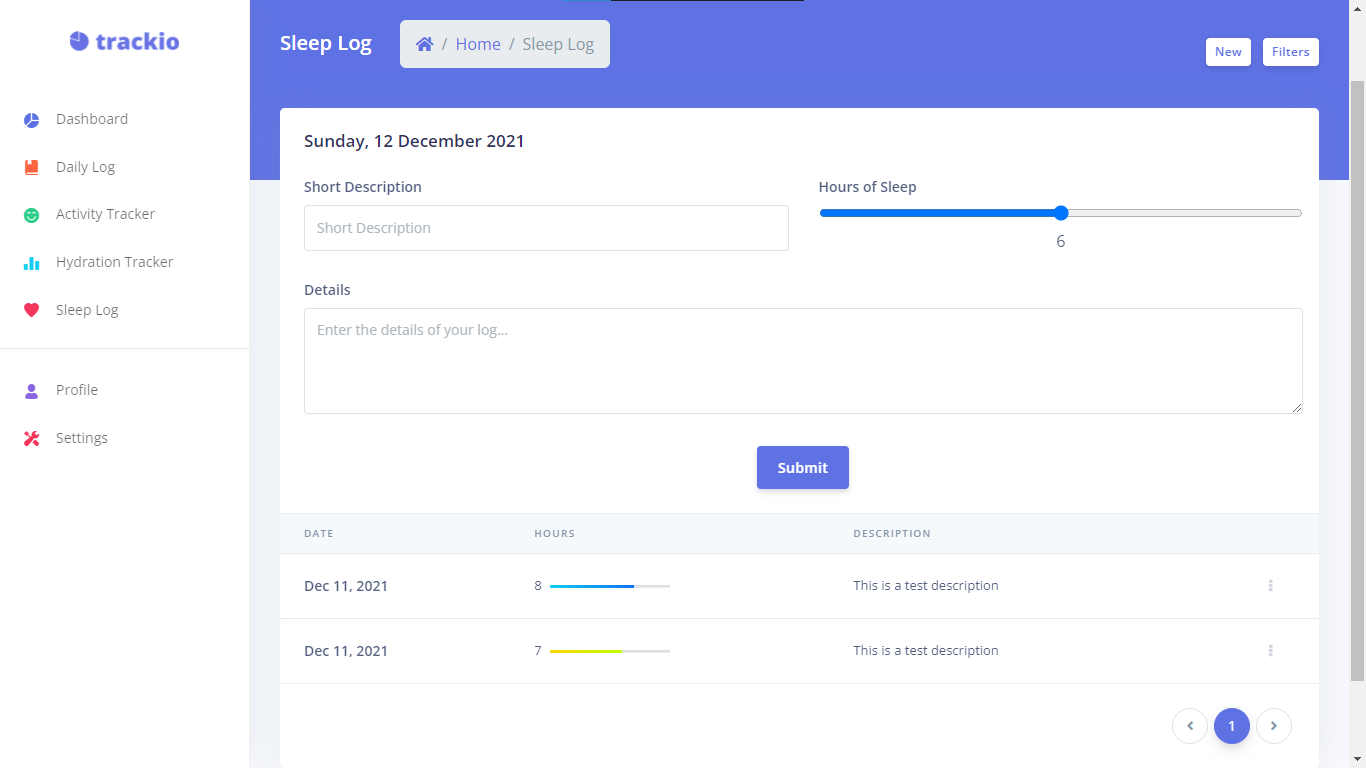 trackio
Dashboard
Daily Log
Activity Tracker
Hydration Tracker
Sleep Log
Profile
Settings
Sleep Log
/ Home / Sleep Log
New
Filters
Sunday, 12 December 2021
Short Description
Short Description
Hours of Sleep
6
Details
Enter the details of your log...
Submit
DATE HOURS DESCRIPTION
Dec 11, 2021 8 This is a test description
Dec 11, 2021 7 This is a test description
1